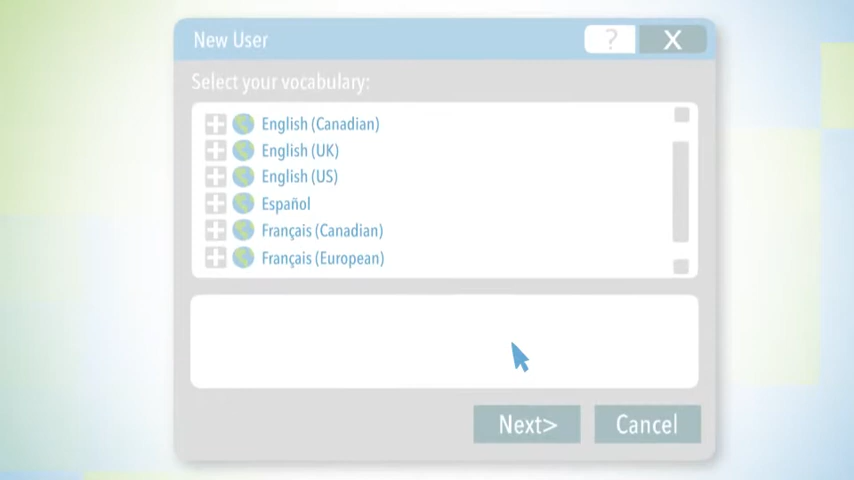 New User
?
X
Select your vocabulary:
English (Canadian)
English (UK)
English (US)
Español
Français (Canadian)
Français (European)
Next>
Cancel